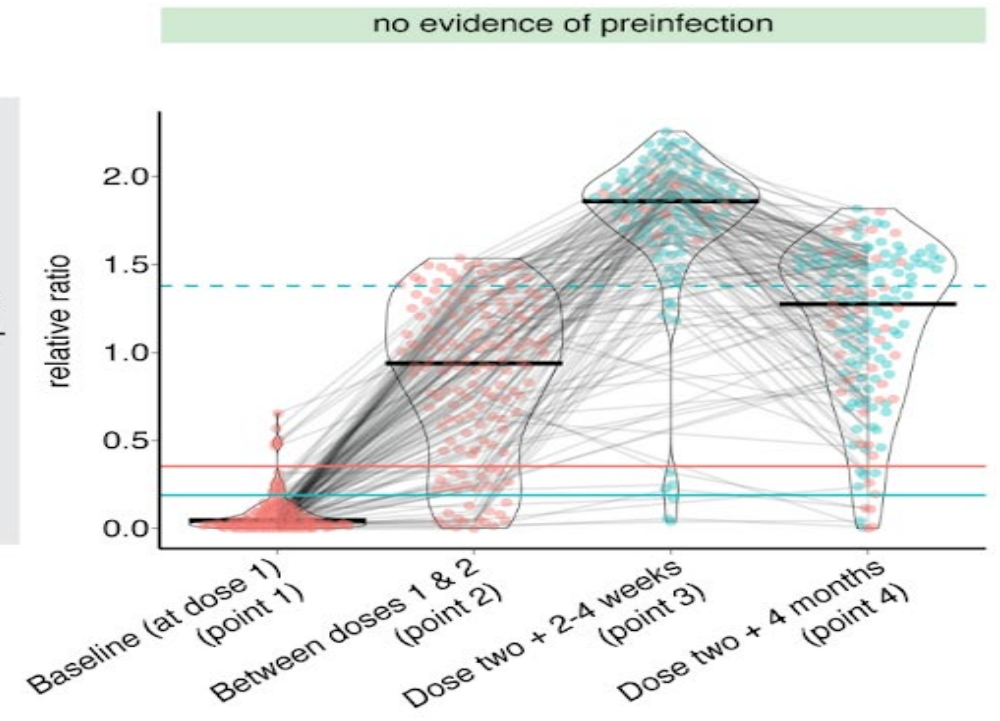 no evidence of preinfection
relative ratio
2.0
1.5
1.0
0.5
0.0
Baseline (at dose 1)
(point 1)
Between doses 1 & 2
(point 2)
Dose two + 2-4 weeks
(point 3)
Dose two + 4 months
(point 4)